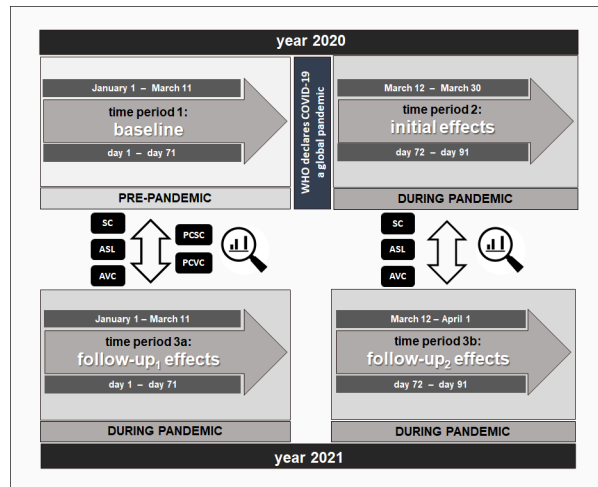 year 2020
January 1 – March 11
time period 1:
baseline
day 1 – day 71
PRE-PANDEMIC
WHO declares COVID-19
a global pandemic
March 12 – March 30
time period 2:
initial effects
day 72 – day 91
DURING PANDEMIC
SC
ASL
AVC
PCSC
PCVC
SC
ASL
AVC
January 1 – March 11
time period 3a:
follow-up₁ effects
day 1 – day 71
DURING PANDEMIC
March 12 – April 1
time period 3b:
follow-up₂ effects
day 72 – day 91
DURING PANDEMIC
year 2021